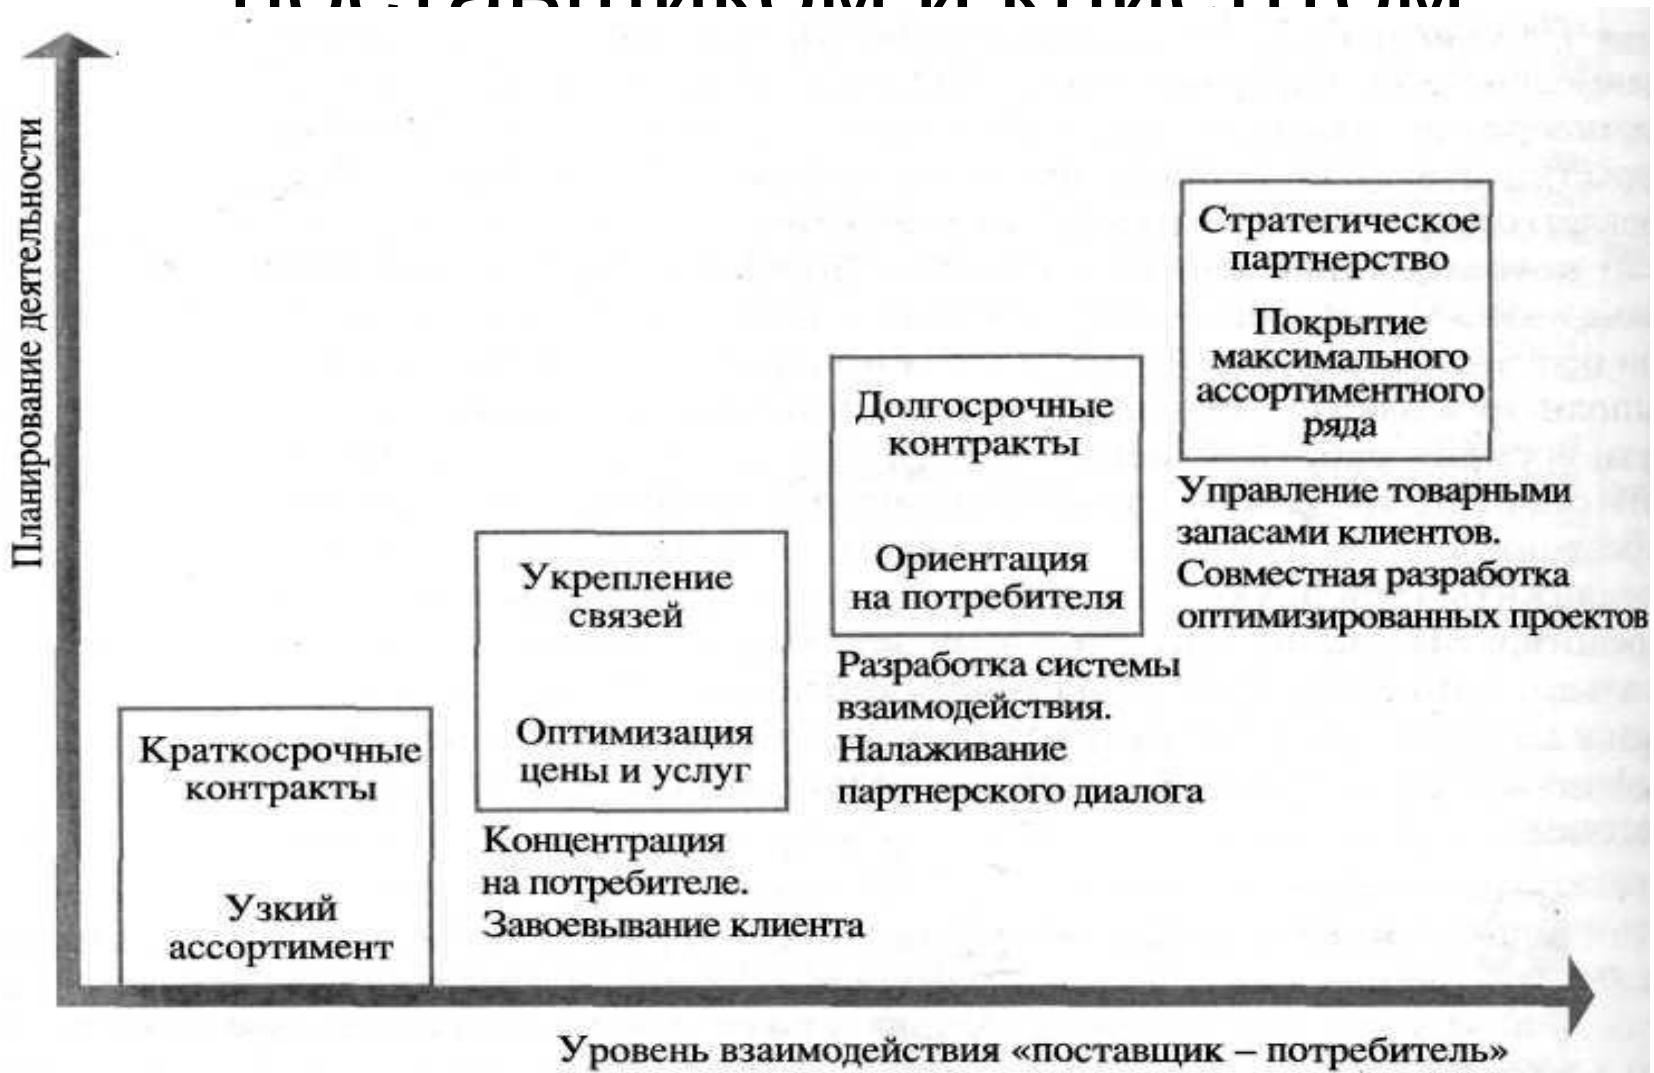 поставщиком и клиентом
Планирование деятельности
Стратегическое
партнерство
Покрытие
максимального
ассортиментного
ряда
Управление товарными
запасами клиентов.
Совместная разработка
оптимизированных проектов
Долгосрочные
контракты
Ориентация
на потребителя
Разработка системы
взаимодействия.
Налаживание
партнерского диалога
Укрепление
связей
Оптимизация
цены и услуг
Концентрация
на потребителе.
Завоевывание клиента
Краткосрочные
контракты
Узкий
ассортимент
Уровень взаимодействия «поставщик – потребитель»